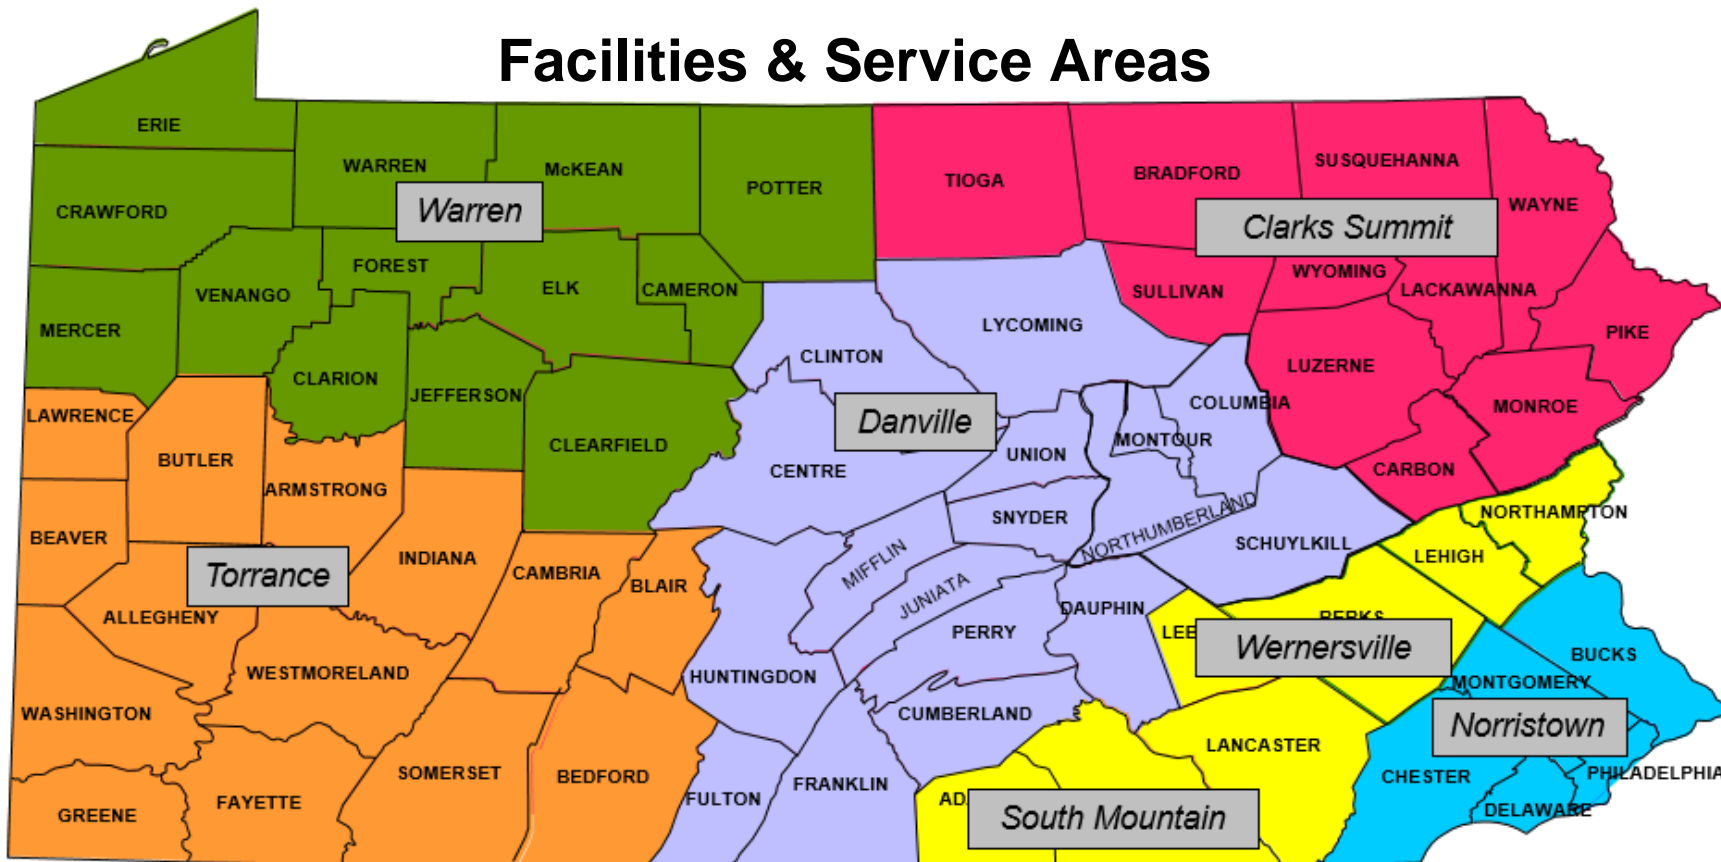 Facilities & Service Areas
ERIE
WARREN
McKEAN
POTTER
TIOGA
BRADFORD
SUSQUEHANNA
WAYNE
CRAWFORD
Warren
Clarks Summit
FOREST
VENANGO
ELK
CAMERON
SULLIVAN
WYOMING
LACKAWANNA
MERCER
LYCOMING
PIKE
CLINTON
CLARION
JEFFERSON
LUZERNE
LAWRENCE
Danville
COLUMBIA
MONROE
BUTLER
CLEARFIELD
CENTRE
UNION
MONTOUR
CARBON
ARMSTRONG
SNYDER
NORTHUMBERLAND
NORTHAMPTON
BEAVER
INDIANA
CAMBRIA
BLAIR
MIFFLIN
SCHUYLKILL
LEHIGH
Torrance
JUNIATA
DAUPHIN
ALLEGHENY
PERRY
BERKS
LEB
Wernersville
BUCKS
WESTMORELAND
HUNTINGDON
MONTGOMERY
WASHINGTON
CUMBERLAND
Norristown
LANCASTER
SOMERSET
BEDFORD
FRANKLIN
CHESTER
PHILADELPHIA
GREENE
FAYETTE
FULTON
AD
South Mountain
DELAWARE